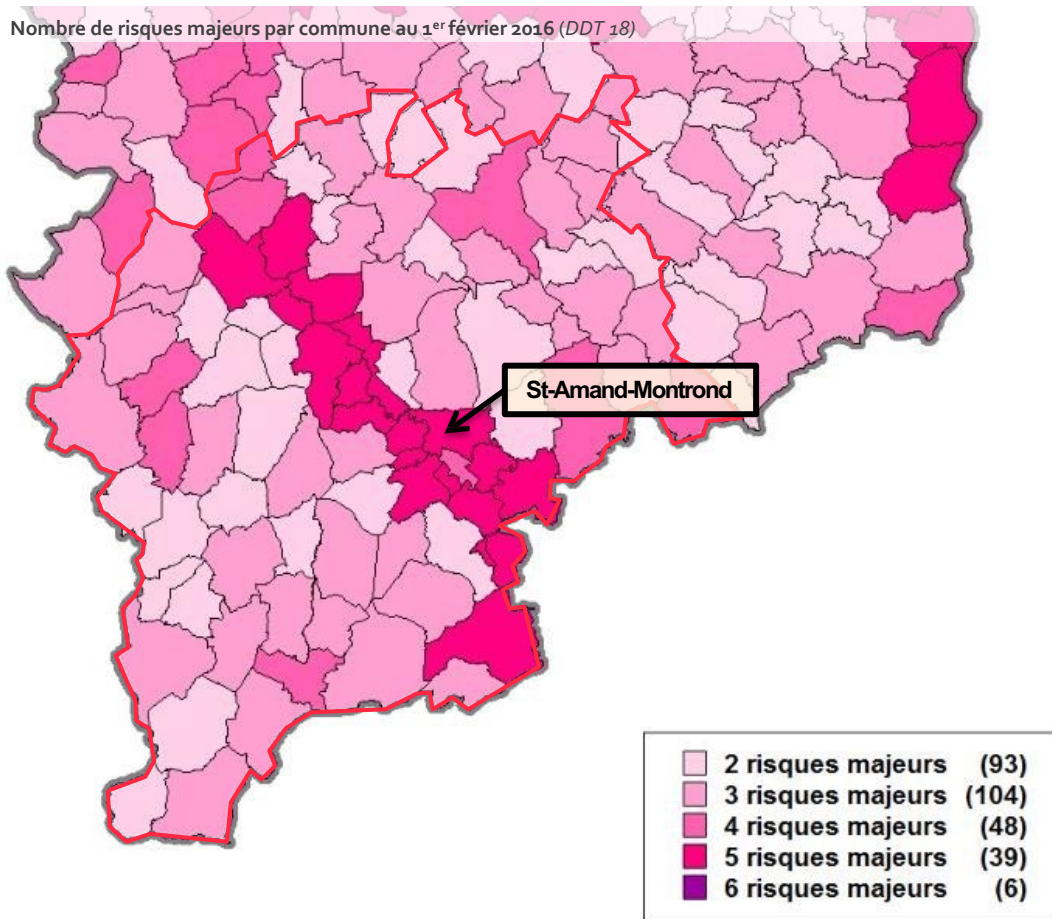 Nombre de risques majeurs par commune au 1er février 2016 (DDT 18)
St-Amand-Montrond
2 risques majeurs (93)
3 risques majeurs (104)
4 risques majeurs (48)
5 risques majeurs (39)
6 risques majeurs (6)